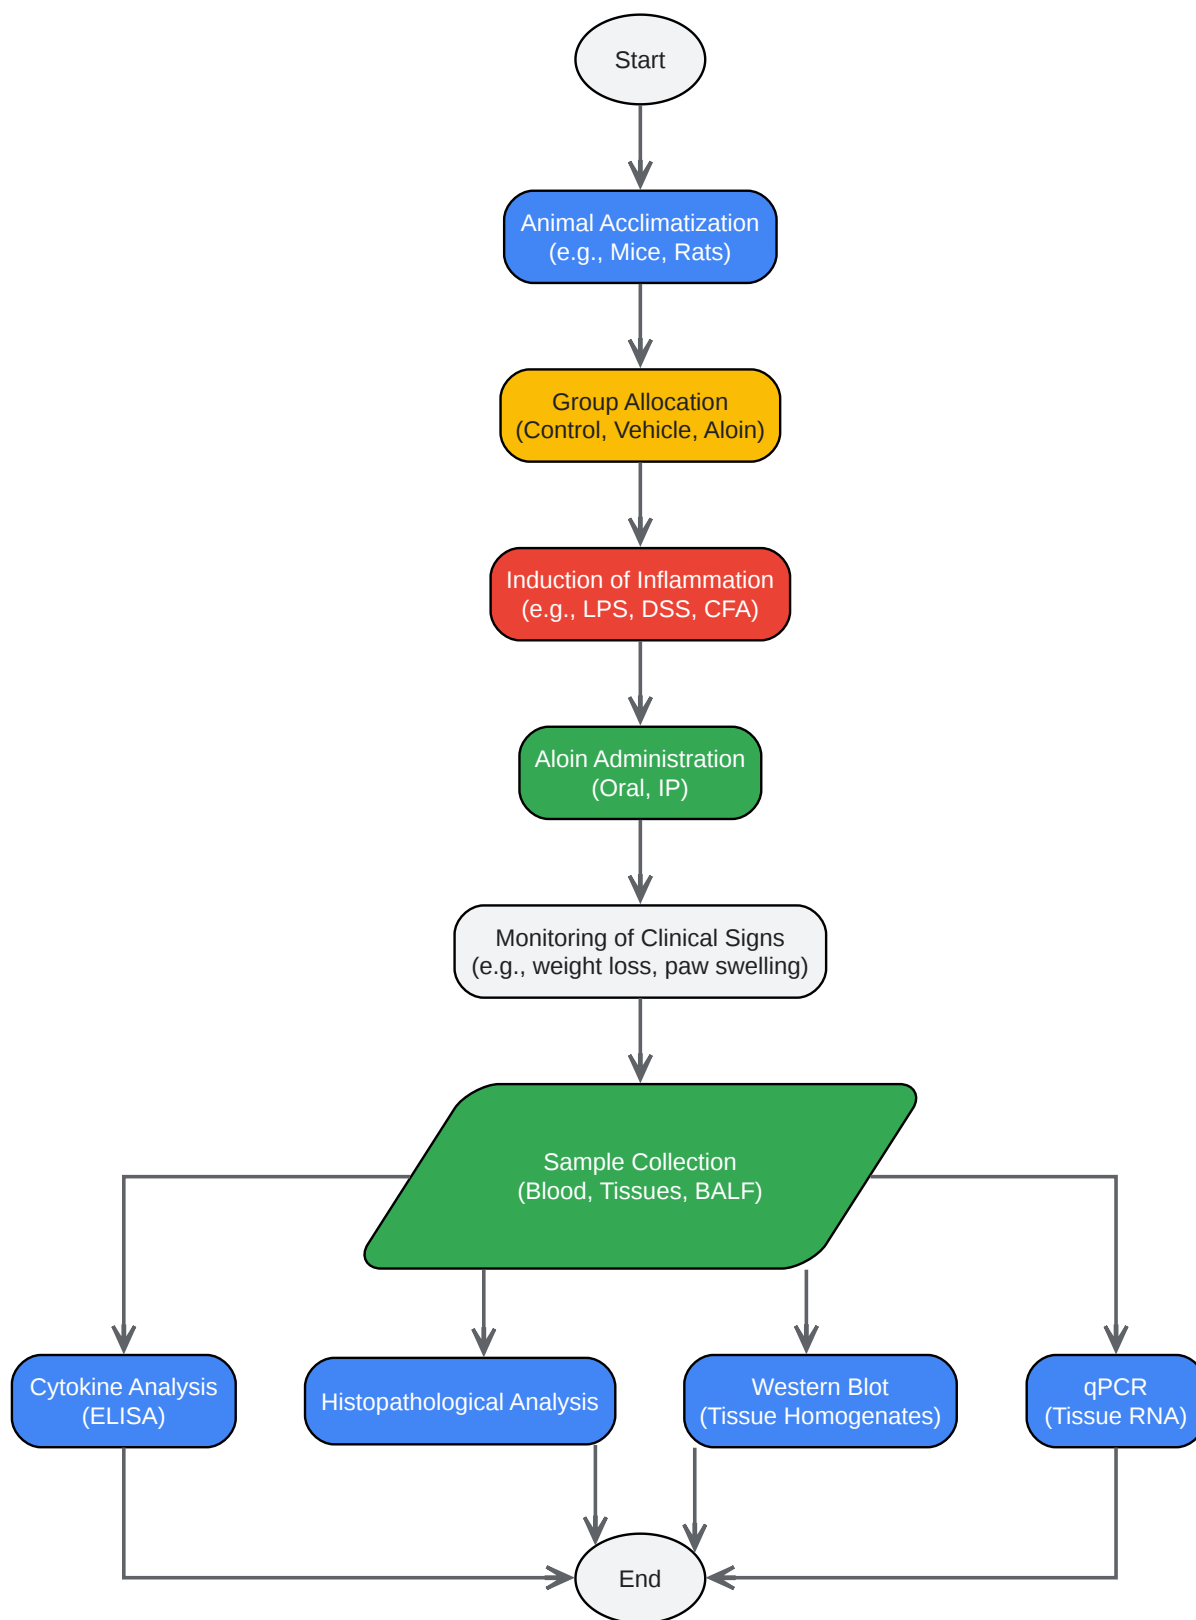 Start
Animal Acclimatization
(e.g., Mice, Rats)
Group Allocation
(Control, Vehicle, Aloin)
Induction of Inflammation
(e.g., LPS, DSS, CFA)
Aloin Administration
(Oral, IP)
Monitoring of Clinical Signs
(e.g., weight loss, paw swelling)
Sample Collection
(Blood, Tissues, BALF)
Cytokine Analysis
(ELISA)
Histopathological Analysis
Western Blot
(Tissue Homogenates)
qPCR
(Tissue RNA)
End